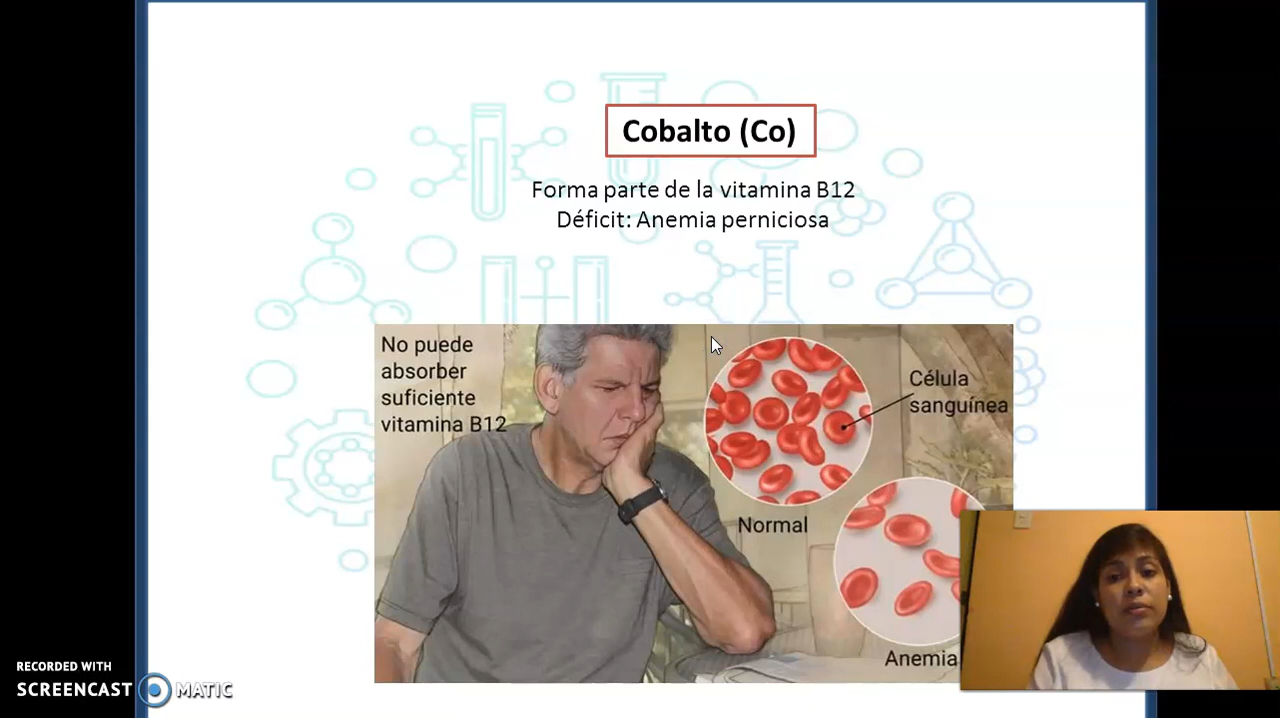 Cobalto (Co)
Forma parte de la vitamina B12
Déficit: Anemia perniciosa
No puede
absorber
suficiente
vitamina B12
Célula
sanguínea
Normal
Anemia
RECORDED WITH
SCREENCAST MATIC